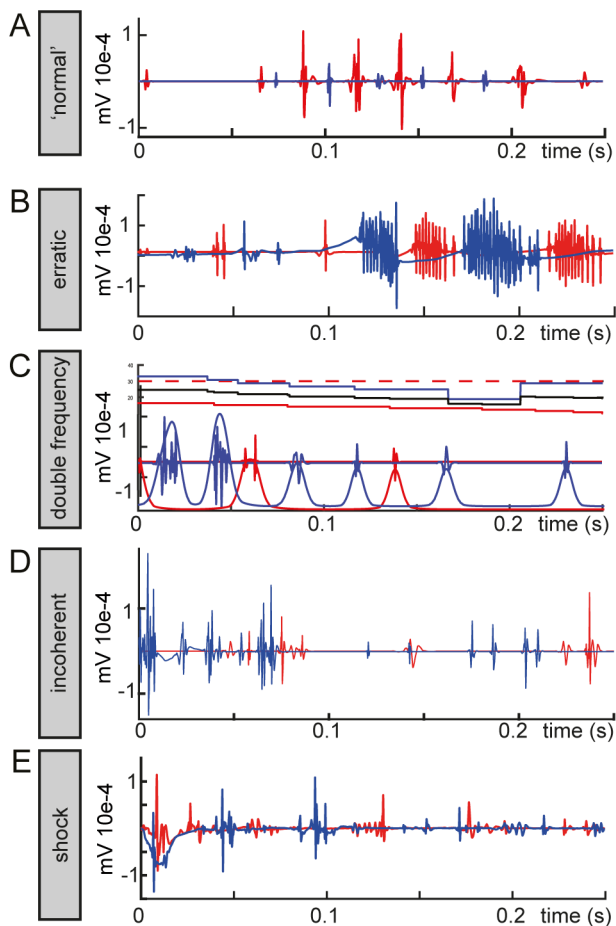 A
'normal'
mV 10e-4
1
-1
0
0.1
0.2
time (s)
B
erratic
mV 10e-4
1
-1
0
0.1
0.2
time (s)
C
double frequency
mV 10e-4
40
30
20
1
-1
0
0.1
0.2
time (s)
D
incoherent
mV 10e-4
1
-1
0
0.1
0.2
time (s)
E
shock
mV 10e-4
1
-1
0
0.1
0.2
time (s)